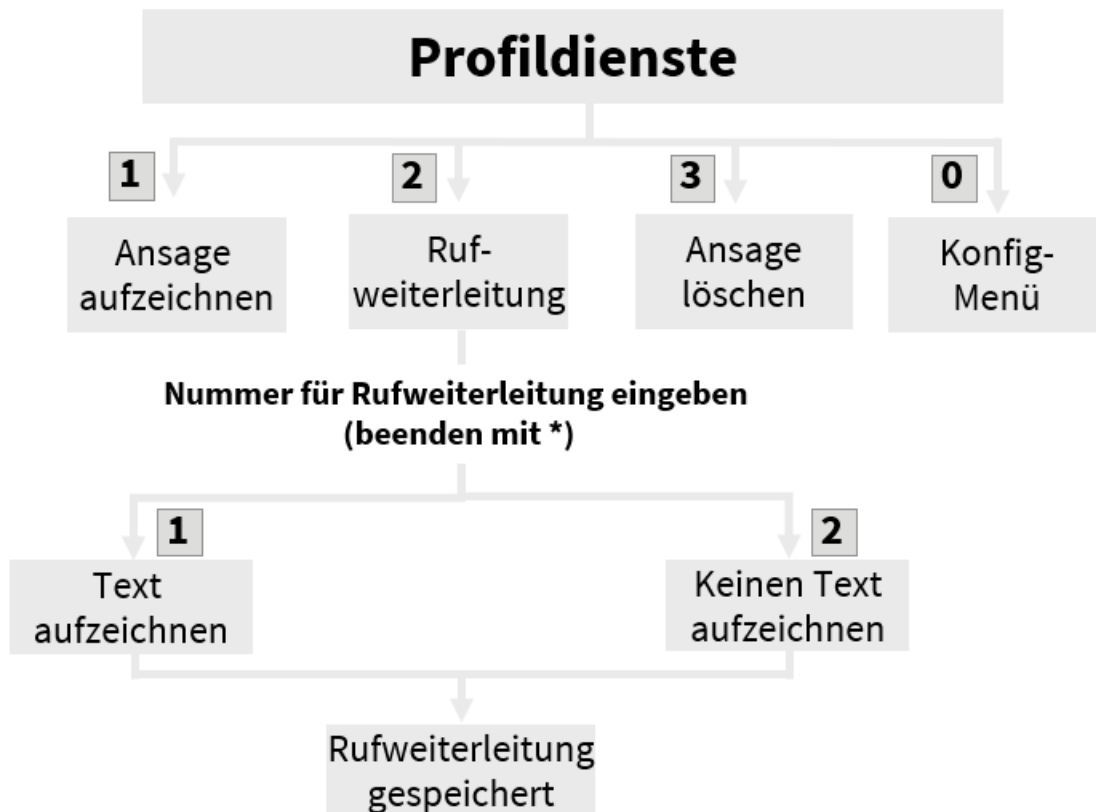 Profildienste
1
2
3
0
Ansage
aufzeichnen
Ruf-
weiterleitung
Ansage
löschen
Konfig-
Menü
Nummer für Rufweiterleitung eingeben
(beenden mit *)
1
2
Text
aufzeichnen
Keinen Text
aufzeichnen
Rufweiterleitung
gespeichert